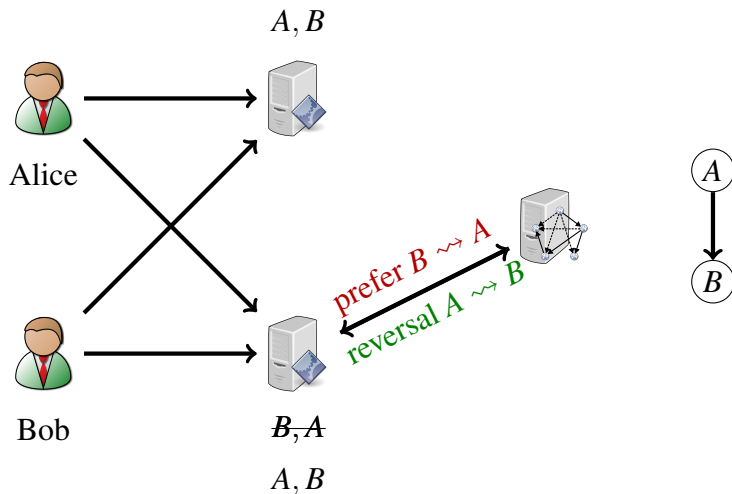 A, B
Alice
prefer B ⇝ A
reversal A ⇝ B
A
B
Bob
B, A
A, B